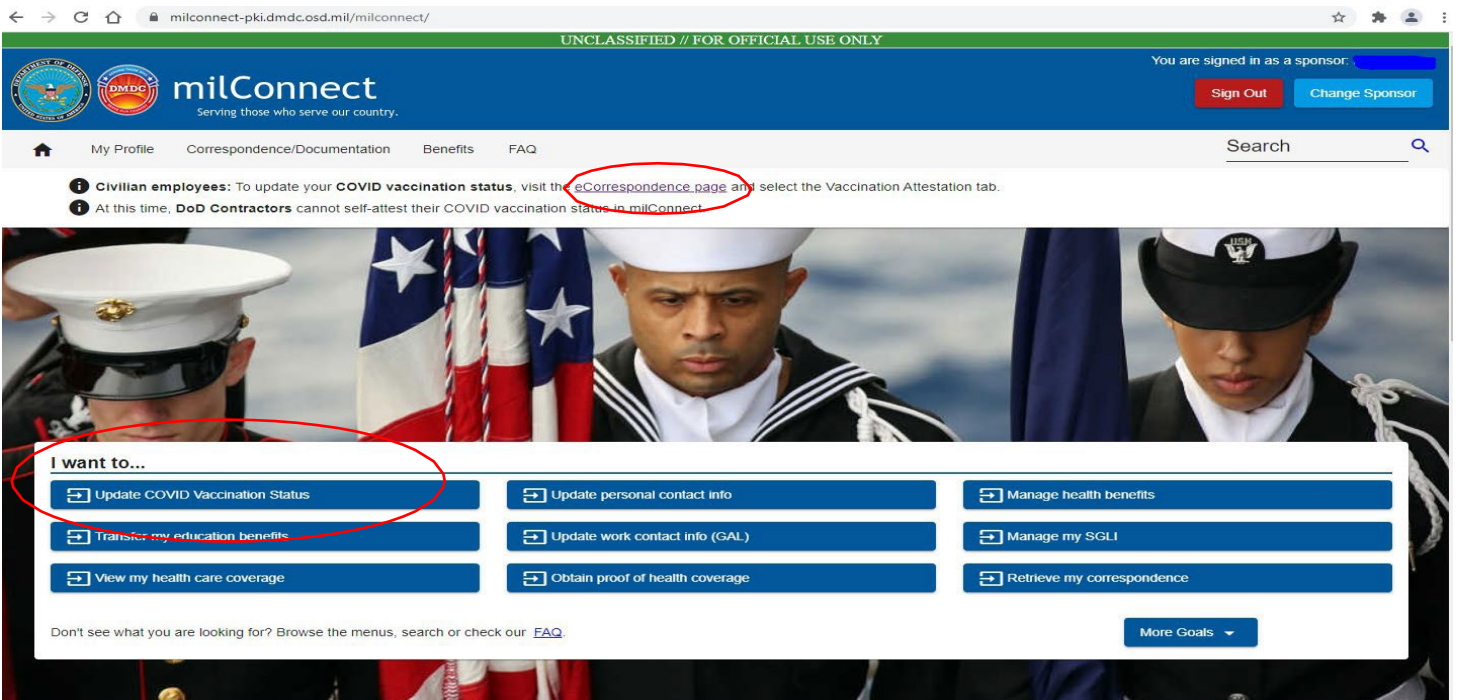 milconnect-pki.dmdc.osd.mil/milconnect/
UNCLASSIFIED // FOR OFFICIAL USE ONLY
You are signed in as a sponsor:
DMDC
milConnect
Serving those who serve our country.
Sign Out
Change Sponsor
My Profile
Correspondence/Documentation
Benefits
FAQ
Search
Civilian employees: To update your COVID vaccination status, visit the eCorrespondence page and select the Vaccination Attestation tab.
At this time, DoD Contractors cannot self-attest their COVID vaccination status in milConnect.
USN
I want to...
Update COVID Vaccination Status
Update personal contact info
Manage health benefits
Transfer my education benefits
Update work contact info (GAL)
Manage my SGLI
View my health care coverage
Obtain proof of health coverage
Retrieve my correspondence
Don't see what you are looking for? Browse the menus, search or check our FAQ.
More Goals